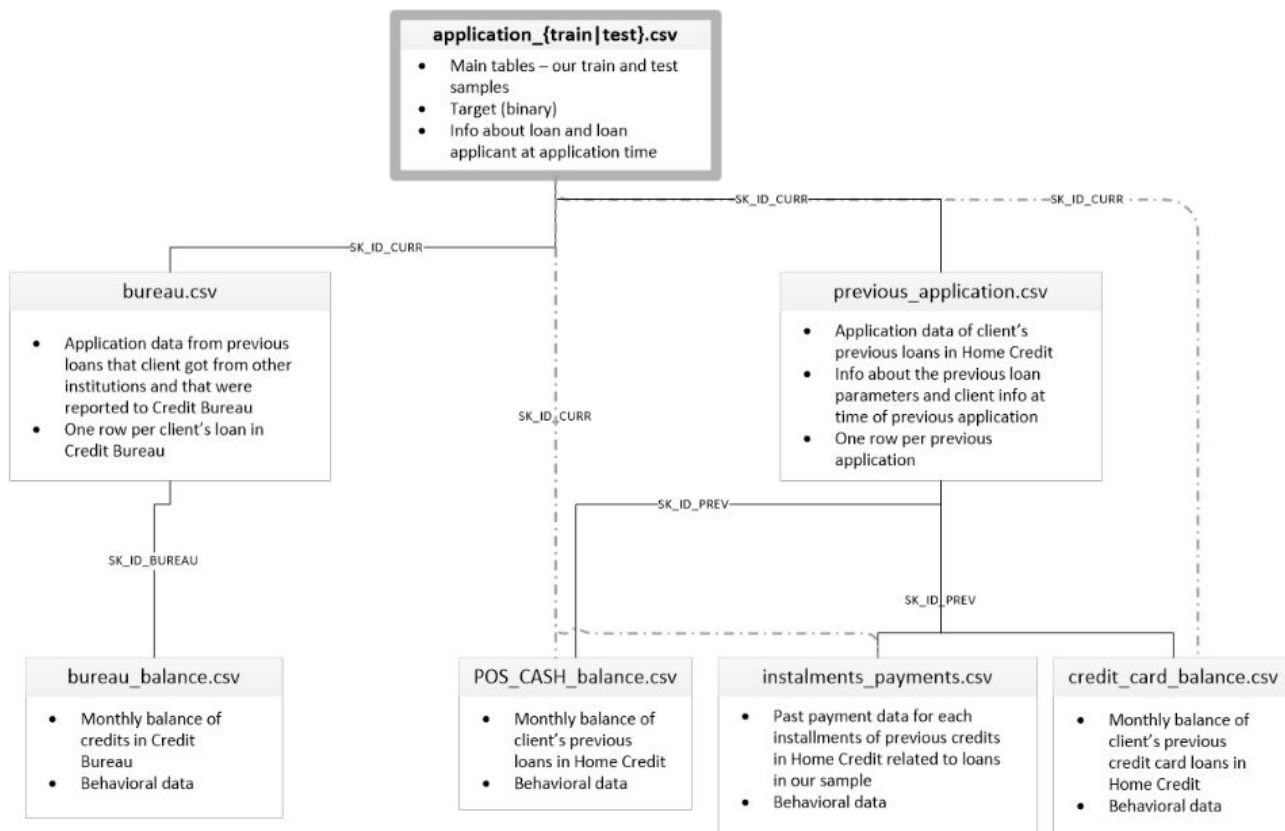 application_{train|test}.csv
• Main tables – our train and test
samples
• Target (binary)
• Info about loan and loan
applicant at application time
SK_ID_CURR
SK_ID_CURR
SK_ID_CURR
bureau.csv
• Application data from previous
loans that client got from other
institutions and that were
reported to Credit Bureau
• One row per client's loan in
Credit Bureau
previous_application.csv
• Application data of client's
previous loans in Home Credit
• Info about the previous loan
parameters and client info at
time of previous application
• One row per previous
application
SK_ID_CURR
SK_ID_PREV
SK_ID_BUREAU
SK_ID_PREV
bureau_balance.csv
• Monthly balance of
credits in Credit
Bureau
• Behavioral data
POS_CASH_balance.csv
• Monthly balance of
client's previous
loans in Home Credit
• Behavioral data
instalments_payments.csv
• Past payment data for each
installments of previous credits
in Home Credit related to loans
in our sample
• Behavioral data
credit_card_balance.csv
• Monthly balance of
client's previous
credit card loans in
Home Credit
• Behavioral data